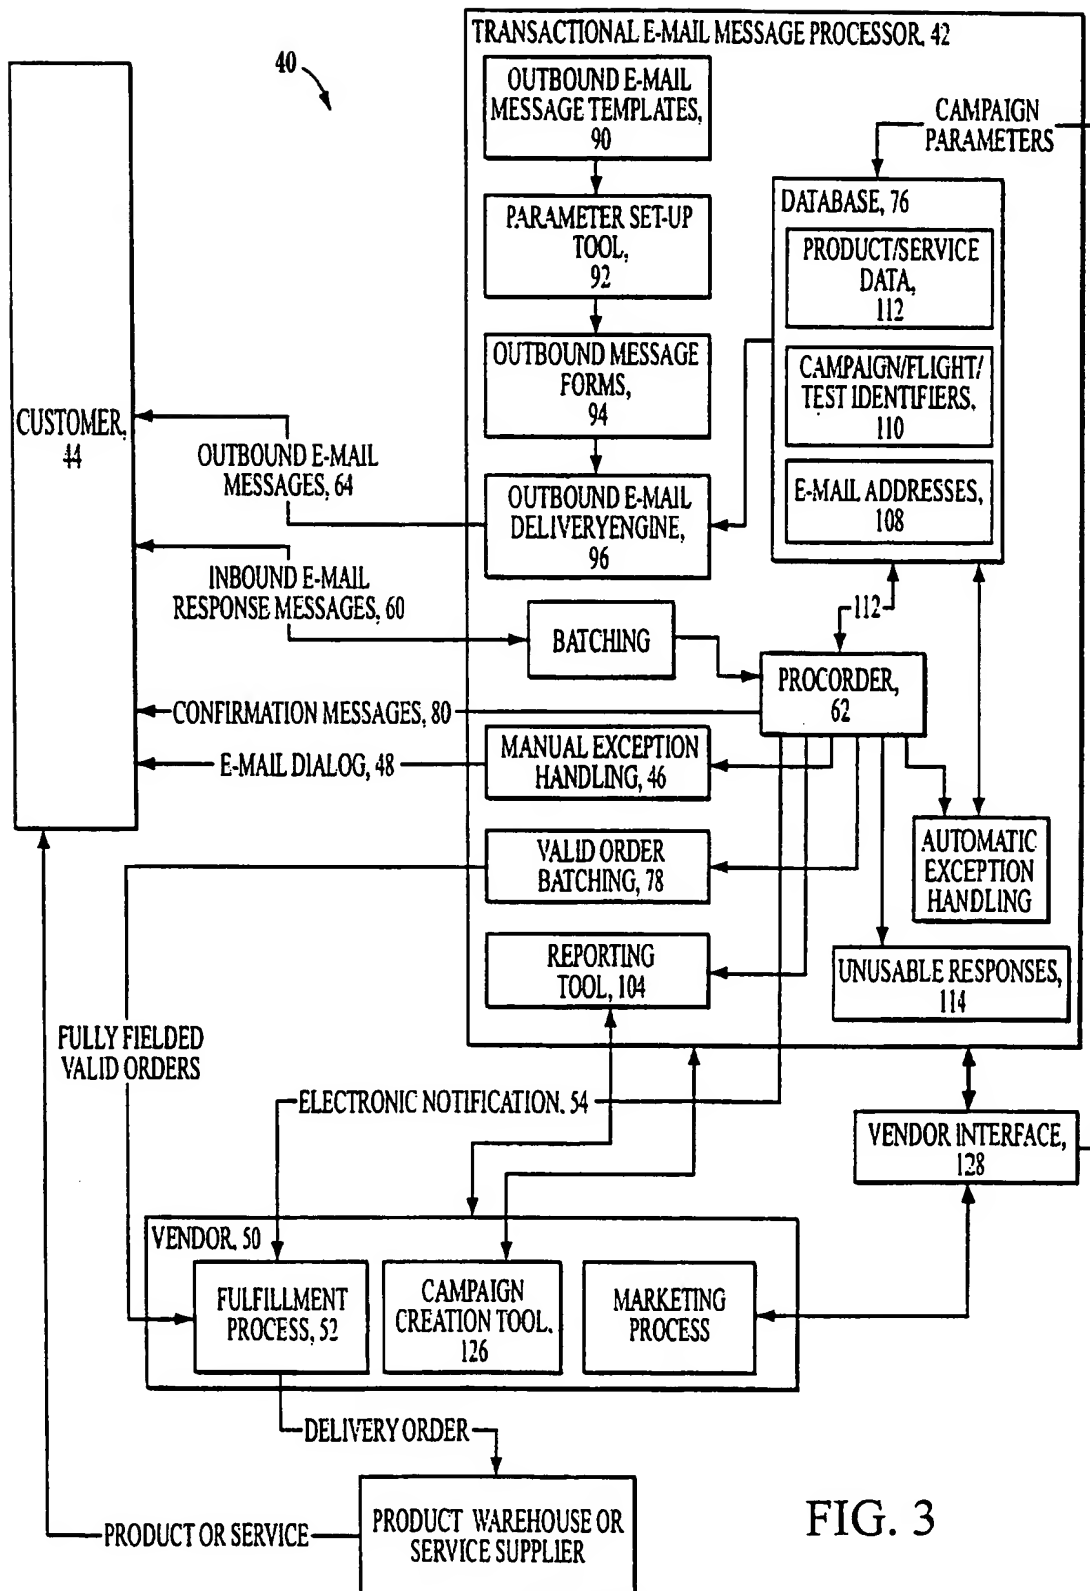 TRANSACTIONAL E-MAIL MESSAGE PROCESSOR, 42
40
OUTBOUND E-MAIL
MESSAGE TEMPLATES,
90
CAMPAIGN
PARAMETERS
PARAMETER SET-UP
TOOL,
92
DATABASE, 76
PRODUCT/SERVICE
DATA,
112
OUTBOUND MESSAGE
FORMS,
94
CAMPAIGN/FLIGHT/
TEST IDENTIFIERS,
110
CUSTOMER,
44
OUTBOUND E-MAIL
MESSAGES, 64
OUTBOUND E-MAIL
DELIVERYENGINE,
96
E-MAIL ADDRESSES,
108
INBOUND E-MAIL
RESPONSE MESSAGES, 60
BATCHING
112
PROCORDER,
62
CONFIRMATION MESSAGES, 80
E-MAIL DIALOG, 48
MANUAL EXCEPTION
HANDLING, 46
VALID ORDER
BATCHING, 78
AUTOMATIC
EXCEPTION
HANDLING
REPORTING
TOOL, 104
UNUSABLE RESPONSES,
114
FULLY FIELDED
VALID ORDERS
ELECTRONIC NOTIFICATION, 54
VENDOR INTERFACE,
128
VENDOR, 50
FULFILLMENT
PROCESS, 52
CAMPAIGN
CREATION TOOL,
126
MARKETING
PROCESS
DELIVERY ORDER
PRODUCT OR SERVICE
PRODUCT WAREHOUSE OR
SERVICE SUPPLIER
FIG. 3